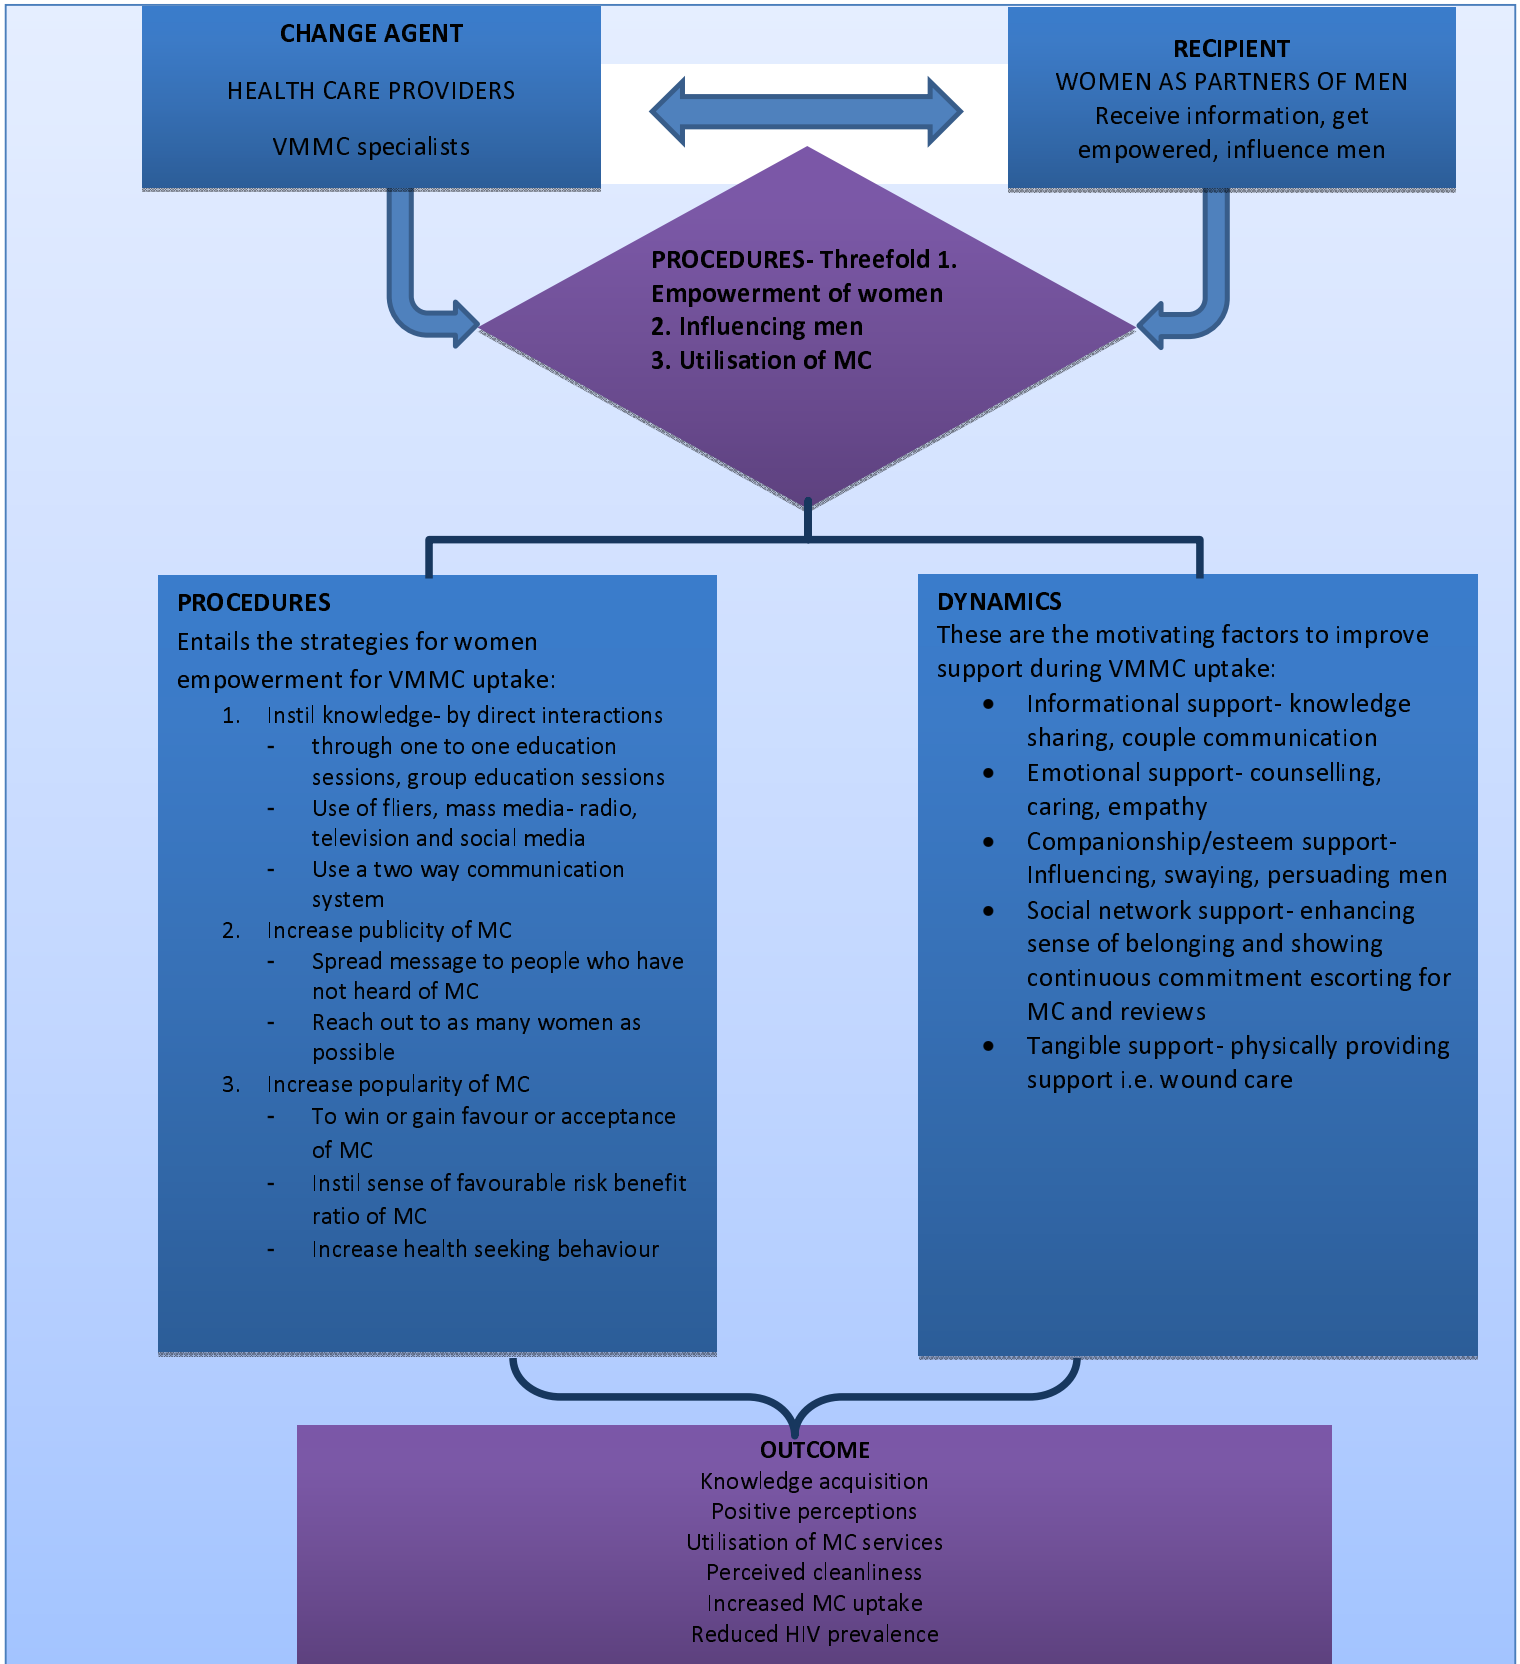 CHANGE AGENT
HEALTH CARE PROVIDERS
VMMC specialists
RECIPIENT
WOMEN AS PARTNERS OF MEN
Receive information, get
empowered, influence men
PROCEDURES- Threefold 1.
Empowerment of women
2. Influencing men
3. Utilisation of MC
PROCEDURES
Entails the strategies for women
empowerment for VMMC uptake:
1. Instil knowledge- by direct interactions
- through one to one education
sessions, group education sessions
- Use of fliers, mass media- radio,
television and social media
- Use a two way communication
system
2. Increase publicity of MC
- Spread message to people who have
not heard of MC
- Reach out to as many women as
possible
3. Increase popularity of MC
- To win or gain favour or acceptance
of MC
- Instil sense of favourable risk benefit
ratio of MC
- Increase health seeking behaviour
DYNAMICS
These are the motivating factors to improve
support during VMMC uptake:
• Informational support- knowledge
sharing, couple communication
• Emotional support- counselling,
caring, empathy
• Companionship/esteem support-
Influencing, swaying, persuading men
• Social network support- enhancing
sense of belonging and showing
continuous commitment escorting for
MC and reviews
• Tangible support- physically providing
support i.e. wound care
OUTCOME
Knowledge acquisition
Positive perceptions
Utilisation of MC services
Perceived cleanliness
Increased MC uptake
Reduced HIV prevalence